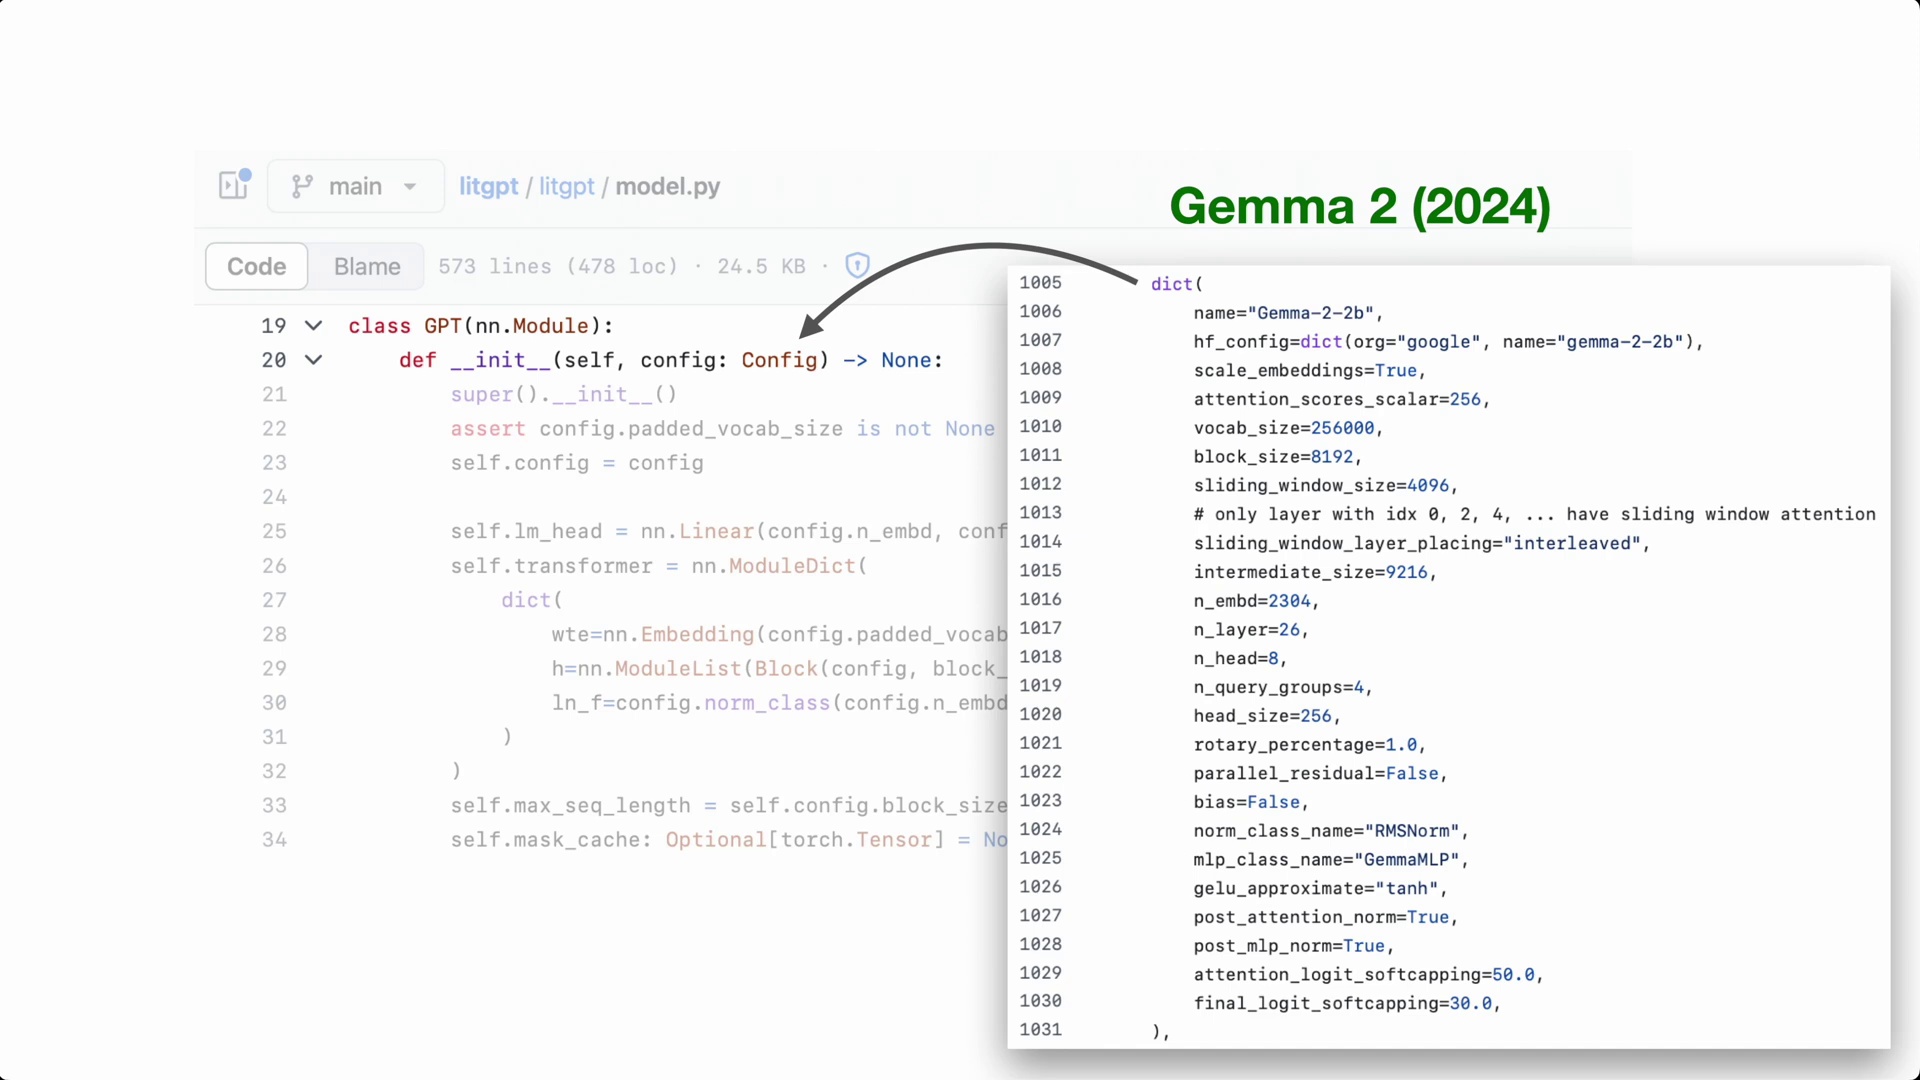 main litgpt / litgpt / model.py
Gemma 2 (2024)
Code Blame 573 lines (478 loc) · 24.5 KB ·
19 class GPT(nn.Module):
20 def __init__(self, config: Config) -> None:
21 super().__init__()
22 assert config.padded_vocab_size is not None
23 self.config = config
24
25 self.lm_head = nn.Linear(config.n_embd, conf
26 self.transformer = nn.ModuleDict(
27 dict(
28 wte=nn.Embedding(config.padded_vocab
29 h=nn.ModuleList(Block(config, block_
30 ln_f=config.norm_class(config.n_embd
31 )
32 )
33 self.max_seq_length = self.config.block_size
34 self.mask_cache: Optional[torch.Tensor] = No
1005 dict(
1006 name="Gemma-2-2b",
1007 hf_config=dict(org="google", name="gemma-2-2b"),
1008 scale_embeddings=True,
1009 attention_scores_scalar=256,
1010 vocab_size=256000,
1011 block_size=8192,
1012 sliding_window_size=4096,
1013 # only layer with idx 0, 2, 4, ... have sliding window attention
1014 sliding_window_layer_placing="interleaved",
1015 intermediate_size=9216,
1016 n_embd=2304,
1017 n_layer=26,
1018 n_head=8,
1019 n_query_groups=4,
1020 head_size=256,
1021 rotary_percentage=1.0,
1022 parallel_residual=False,
1023 bias=False,
1024 norm_class_name="RMSNorm",
1025 mlp_class_name="GemmaMLP",
1026 gelu_approximate="tanh",
1027 post_attention_norm=True,
1028 post_mlp_norm=True,
1029 attention_logit_softcapping=50.0,
1030 final_logit_softcapping=30.0,
1031 ),